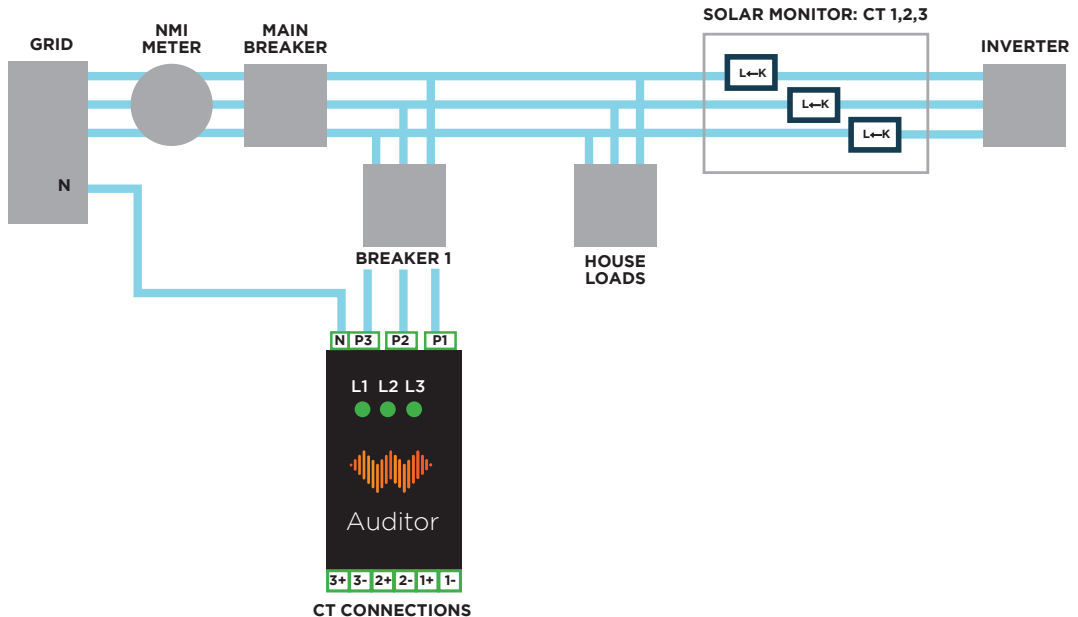 SOLAR MONITOR: CT 1,2,3
GRID
NMI
METER
MAIN
BREAKER
INVERTER
L←K
L←K
L←K
N
BREAKER 1
HOUSE
LOADS
N P3 P2 P1
L1 L2 L3
Auditor
3+ 3- 2+ 2- 1+ 1-
CT CONNECTIONS